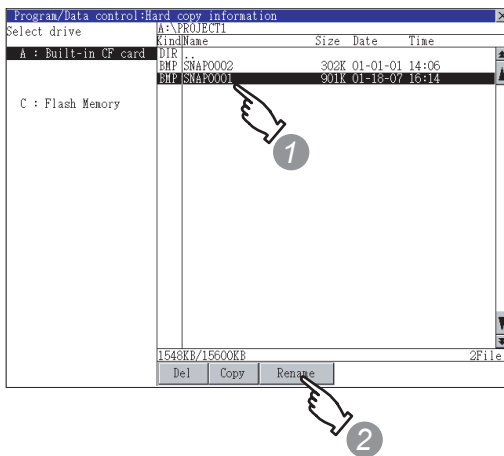 Program/Data control:Hard copy information
Select drive
A:\PROJECT1
Kind Name Size Date Time
A : Built-in CF card
DIR ..
BMP SNAP0002 302K 01-01-01 14:06
BMP SNAP0001 901K 01-18-07 16:14
C : Flash Memory
1
1548KB/15600KB 2File
Del Copy Rename
2